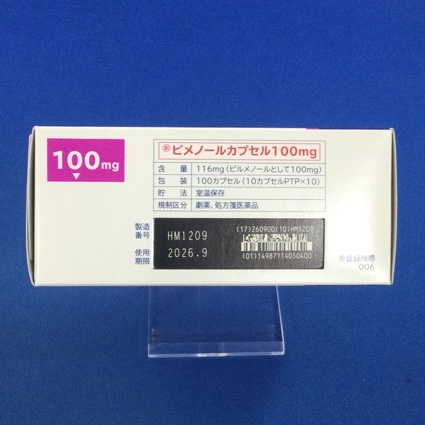 100mg
劇 ピメノールカプセル100mg
含 量 116mg(ピルメノールとして100mg)
包 装 100カプセル(10カプセルPTP×10)
貯 法 室温保存
規制区分 劇薬、処方箋医薬品
製造番号 HM1209
使用期限 2026.9
(17)260900(10)HM1209
(01)14987114050400
®登録商標
006